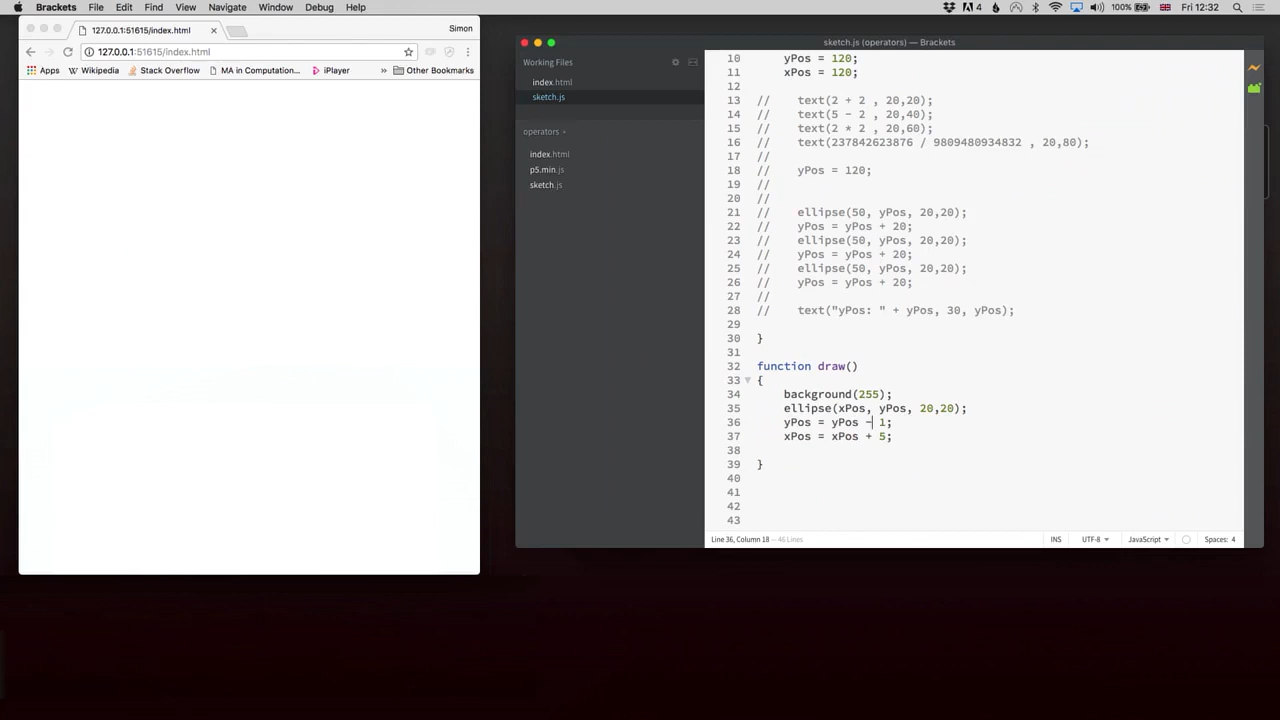 Brackets File Edit Find View Navigate Window Debug Help 4 100% Fri 12:32
127.0.0.1:51615/index.html × Simon
127.0.0.1:51615/index.html
Apps Wikipedia Stack Overflow MA in Computation... iPlayer » Other Bookmarks
sketch.js (operators) — Brackets
Working Files
index.html
sketch.js
operators
index.html
p5.min.js
sketch.js
10 yPos = 120;
11 xPos = 120;
12
13 // text(2 + 2 , 20,20);
14 // text(5 - 2 , 20,40);
15 // text(2 * 2 , 20,60);
16 // text(237842623876 / 9809480934832 , 20,80);
17 //
18 // yPos = 120;
19 //
20 //
21 // ellipse(50, yPos, 20,20);
22 // yPos = yPos + 20;
23 // ellipse(50, yPos, 20,20);
24 // yPos = yPos + 20;
25 // ellipse(50, yPos, 20,20);
26 // yPos = yPos + 20;
27 //
28 // text("yPos: " + yPos, 30, yPos);
29
30 }
31
32 function draw()
33 {
34 background(255);
35 ellipse(xPos, yPos, 20,20);
36 yPos = yPos - 1;
37 xPos = xPos + 5;
38
39 }
40
41
42
43
Line 36, Column 18 — 46 Lines INS UTF-8 JavaScript Spaces: 4